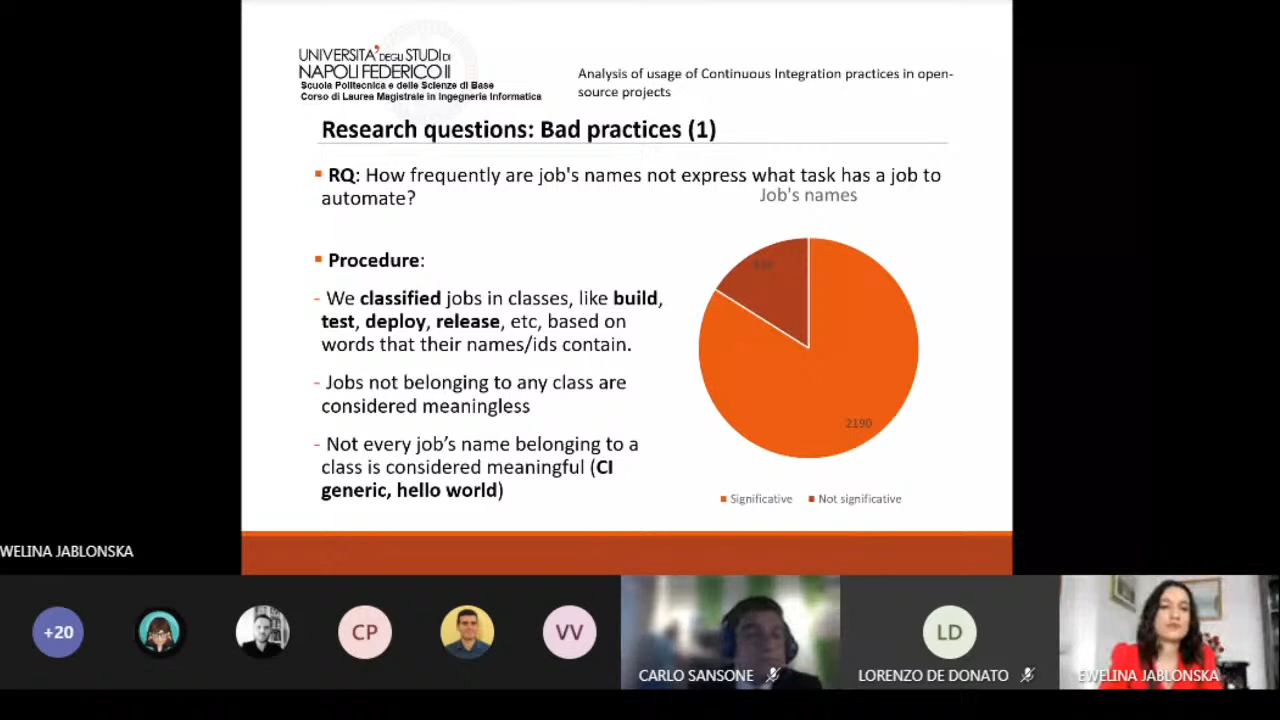 UNIVERSITA' DEGLI STUDI DI
NAPOLI FEDERICO II
Scuola Politecnica e delle Scienze di Base
Corso di Laurea Magistrale in Ingegneria Informatica
Analysis of usage of Continuous Integration practices in open-
source projects
Research questions: Bad practices (1)
RQ: How frequently are job's names not express what task has a job to
automate?
Job's names
Procedure:
- We classified jobs in classes, like build,
test, deploy, release, etc, based on
words that their names/ids contain.
- Jobs not belonging to any class are
considered meaningless
- Not every job's name belonging to a
class is considered meaningful (CI
generic, hello world)
2190
Significative
Not significative
WELINA JABLONSKA
+20
CP
VV
CARLO SANSONE
LD
LORENZO DE DONATO
EWELINA JABLONSKA